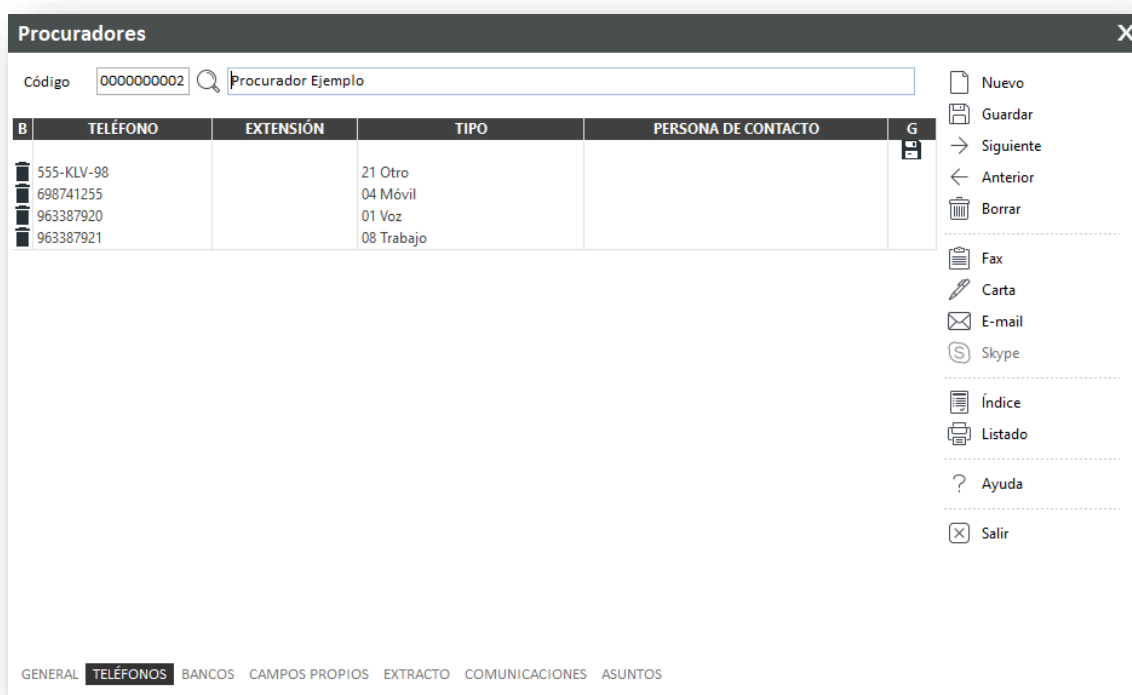 Procuradores X
Código 0000000002 Procurador Ejemplo
B TELÉFONO EXTENSIÓN TIPO PERSONA DE CONTACTO G
555-KLV-98 21 Otro
698741255 04 Móvil
963387920 01 Voz
963387921 08 Trabajo
Nuevo
Guardar
Siguiente
Anterior
Borrar
Fax
Carta
E-mail
Skype
Índice
Listado
Ayuda
Salir
GENERAL TELÉFONOS BANCOS CAMPOS PROPIOS EXTRACTO COMUNICACIONES ASUNTOS